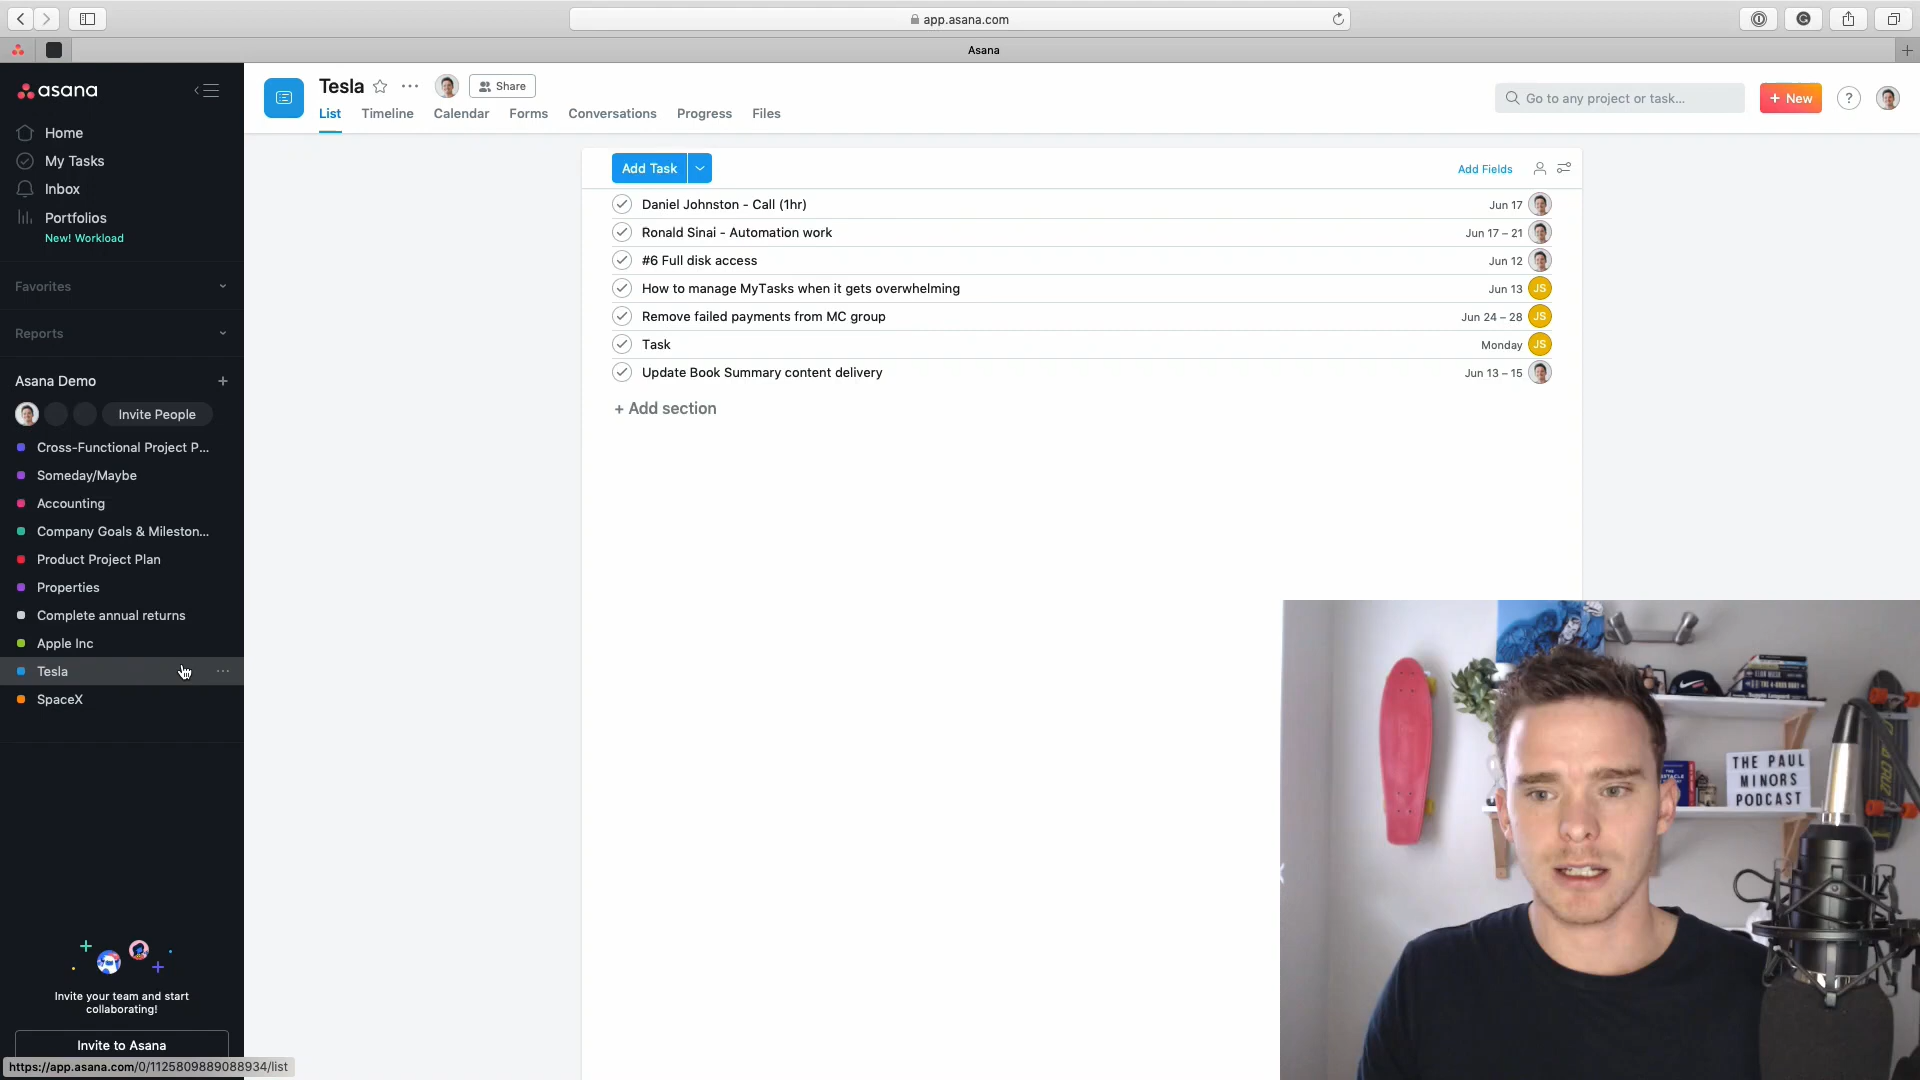 app.asana.com
Asana
asana
Home
My Tasks
Inbox
Portfolios
New! Workload
Favorites
Reports
Asana Demo
Invite People
Cross-Functional Project P...
Someday/Maybe
Accounting
Company Goals & Mileston...
Product Project Plan
Properties
Complete annual returns
Apple Inc
Tesla
SpaceX
Invite your team and start
collaborating!
Invite to Asana
https://app.asana.com/0/1125809889088934/list
Tesla
Share
List Timeline Calendar Forms Conversations Progress Files
Go to any project or task...
+ New
?
Add Task
Add Fields
Daniel Johnston - Call (1hr) Jun 17
Ronald Sinai - Automation work Jun 17 – 21
#6 Full disk access Jun 12
How to manage MyTasks when it gets overwhelming Jun 13 JS
Remove failed payments from MC group Jun 24 – 28 JS
Task Monday JS
Update Book Summary content delivery Jun 13 – 15
+ Add section
THE PAUL
MINORS
PODCAST